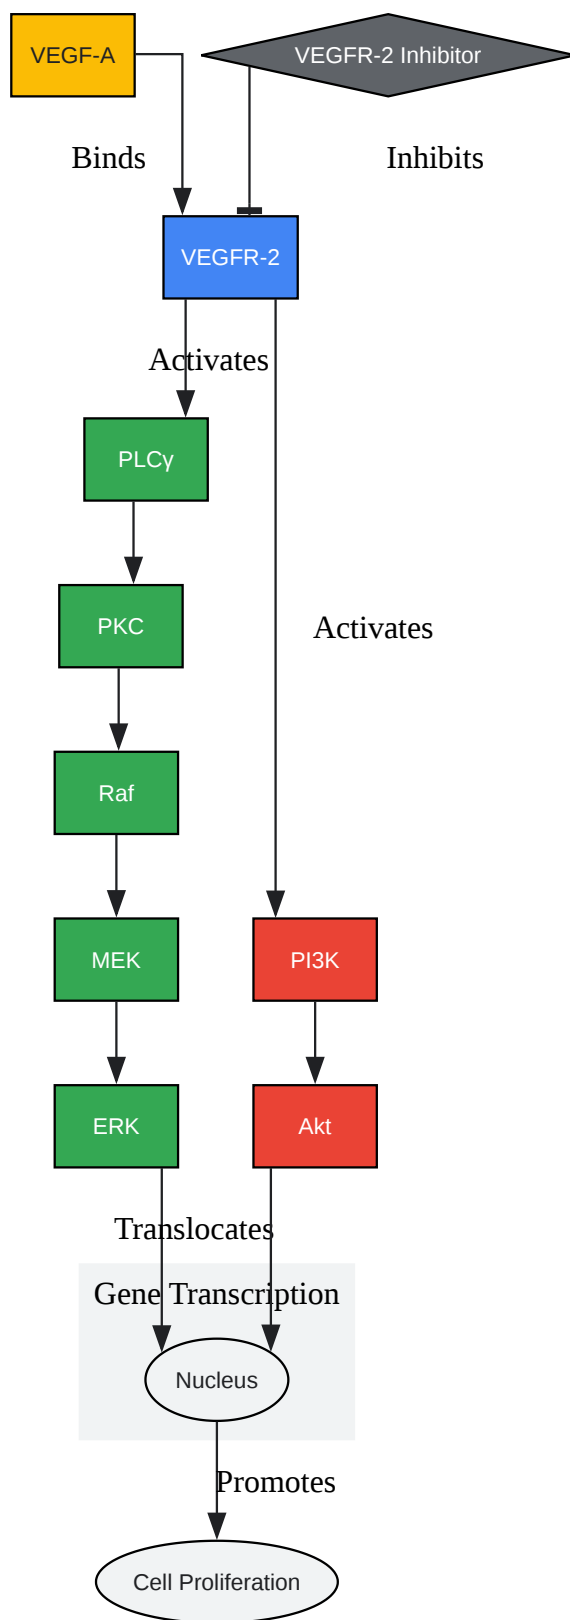 VEGF-A
VEGFR-2 Inhibitor
Binds
Inhibits
VEGFR-2
Activates
PLCγ
PKC
Activates
Raf
MEK
PI3K
ERK
Akt
Translocates
Gene Transcription
Nucleus
Promotes
Cell Proliferation